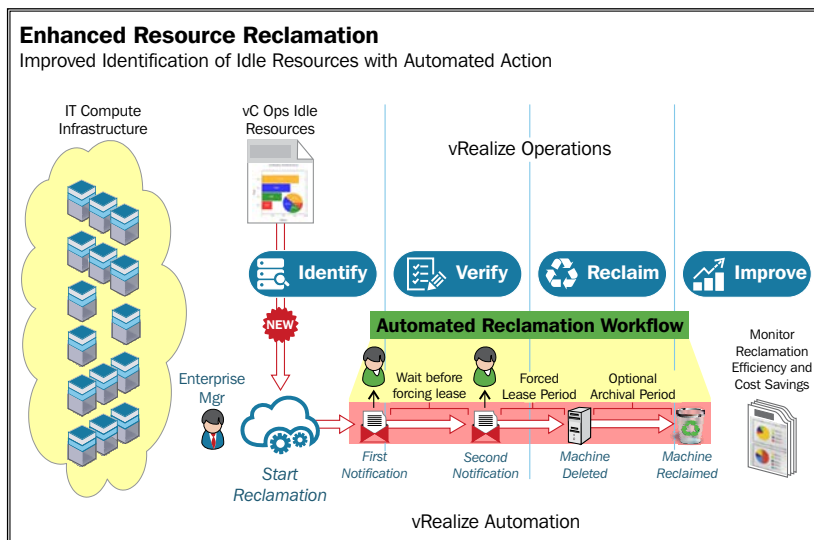 Enhanced Resource Reclamation
Improved Identification of Idle Resources with Automated Action
IT Compute
Infrastructure
vC Ops Idle
Resources
vRealize Operations
Identify
Verify
Reclaim
Improve
NEW
Automated Reclamation Workflow
Monitor
Reclamation
Efficiency and
Cost Savings
Enterprise
Mgr
Wait before
forcing lease
Forced
Lease Period
Optional
Archival Period
Start
Reclamation
First
Notification
Second
Notification
Machine
Deleted
Machine
Reclaimed
vRealize Automation